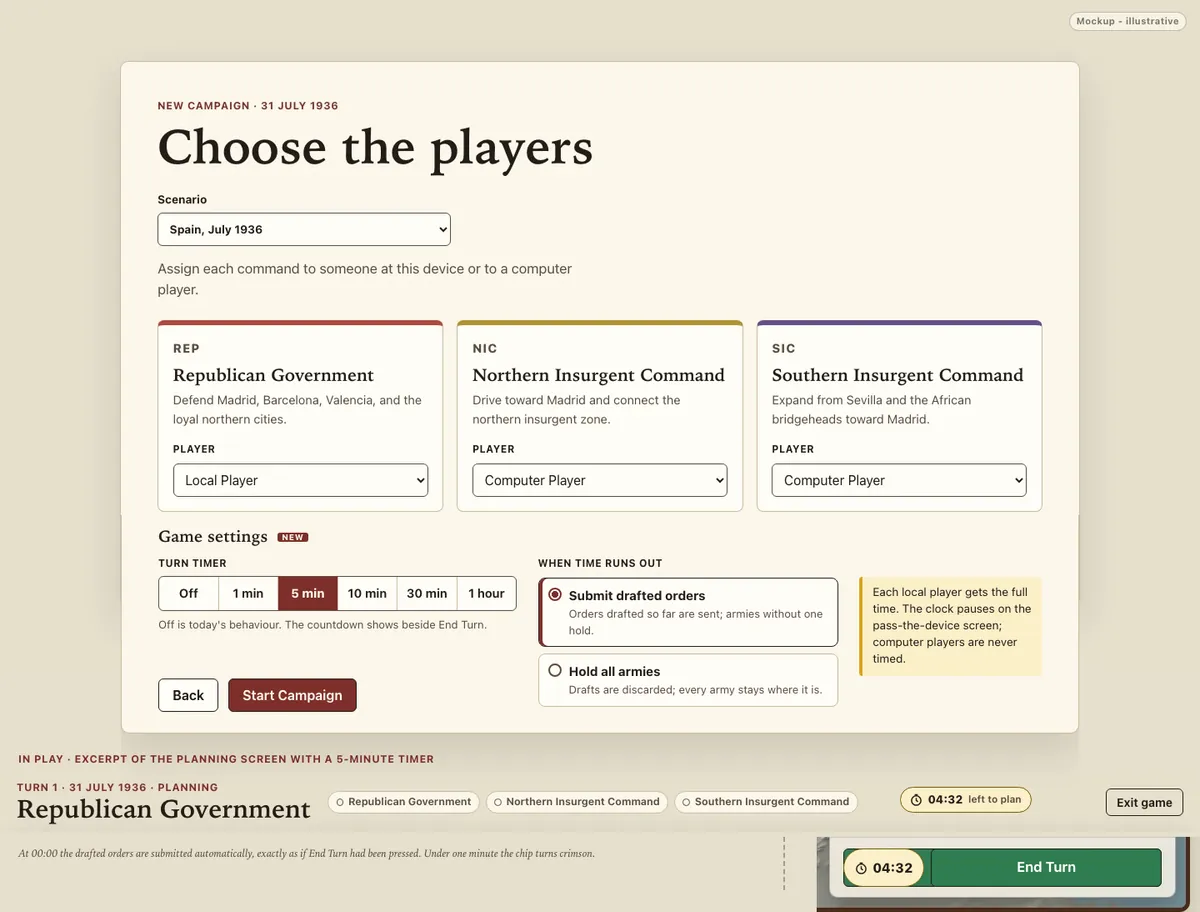 Mockup - illustrative
NEW CAMPAIGN · 31 JULY 1936
Choose the players
Scenario
Spain, July 1936
Assign each command to someone at this device or to a computer
player.
REP
Republican Government
Defend Madrid, Barcelona, Valencia, and the
loyal northern cities.
PLAYER
Local Player
NIC
Northern Insurgent Command
Drive toward Madrid and connect the
northern insurgent zone.
PLAYER
Computer Player
SIC
Southern Insurgent Command
Expand from Sevilla and the African
bridgeheads toward Madrid.
PLAYER
Computer Player
Game settings NEW
TURN TIMER
Off 1 min 5 min 10 min 30 min 1 hour
Off is today's behaviour. The countdown shows beside End Turn.
WHEN TIME RUNS OUT
Submit drafted orders
Orders drafted so far are sent; armies without one
hold.
Hold all armies
Drafts are discarded; every army stays where it is.
Each local player gets the full
time. The clock pauses on the
pass-the-device screen;
computer players are never
timed.
Back Start Campaign
IN PLAY · EXCERPT OF THE PLANNING SCREEN WITH A 5-MINUTE TIMER
TURN 1 · 31 JULY 1936 · PLANNING
Republican Government
Republican Government Northern Insurgent Command Southern Insurgent Command
04:32 left to plan
Exit game
At 00:00 the drafted orders are submitted automatically, exactly as if End Turn had been pressed. Under one minute the chip turns crimson.
04:32 End Turn